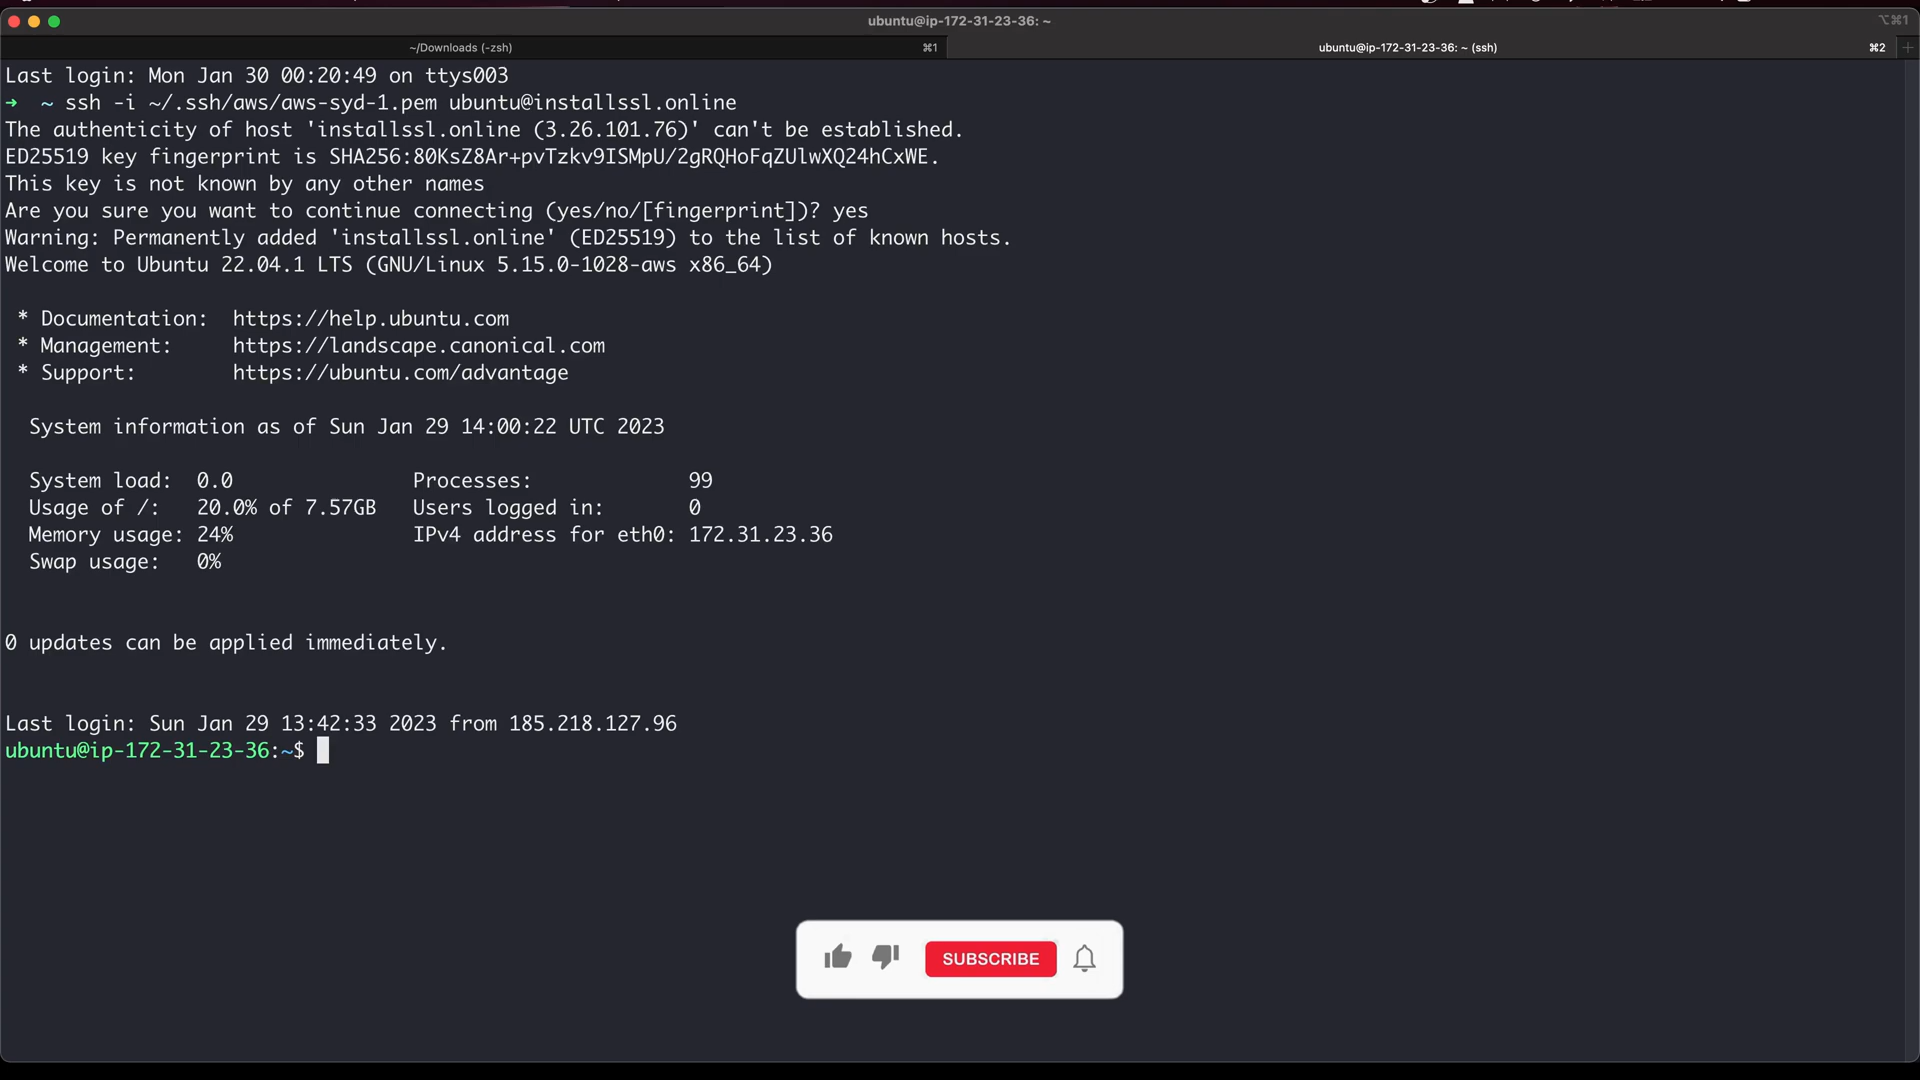 ubuntu@ip-172-31-23-36: ~
⌥⌘1
~/Downloads (-zsh)
⌘1
ubuntu@ip-172-31-23-36: ~ (ssh)
⌘2
Last login: Mon Jan 30 00:20:49 on ttys003
➜  ~ ssh -i ~/.ssh/aws/aws-syd-1.pem ubuntu@installssl.online
The authenticity of host 'installssl.online (3.26.101.76)' can't be established.
ED25519 key fingerprint is SHA256:80KsZ8Ar+pvTzkv9ISMpU/2gRQHoFqZUlwXQ24hCxWE.
This key is not known by any other names
Are you sure you want to continue connecting (yes/no/[fingerprint])? yes
Warning: Permanently added 'installssl.online' (ED25519) to the list of known hosts.
Welcome to Ubuntu 22.04.1 LTS (GNU/Linux 5.15.0-1028-aws x86_64)
* Documentation:  https://help.ubuntu.com
* Management:     https://landscape.canonical.com
* Support:        https://ubuntu.com/advantage
System information as of Sun Jan 29 14:00:22 UTC 2023
System load:  0.0               Processes:             99
Usage of /:   20.0% of 7.57GB   Users logged in:       0
Memory usage: 24%               IPv4 address for eth0: 172.31.23.36
Swap usage:   0%
0 updates can be applied immediately.
Last login: Sun Jan 29 13:42:33 2023 from 185.218.127.96
ubuntu@ip-172-31-23-36:~$
SUBSCRIBE